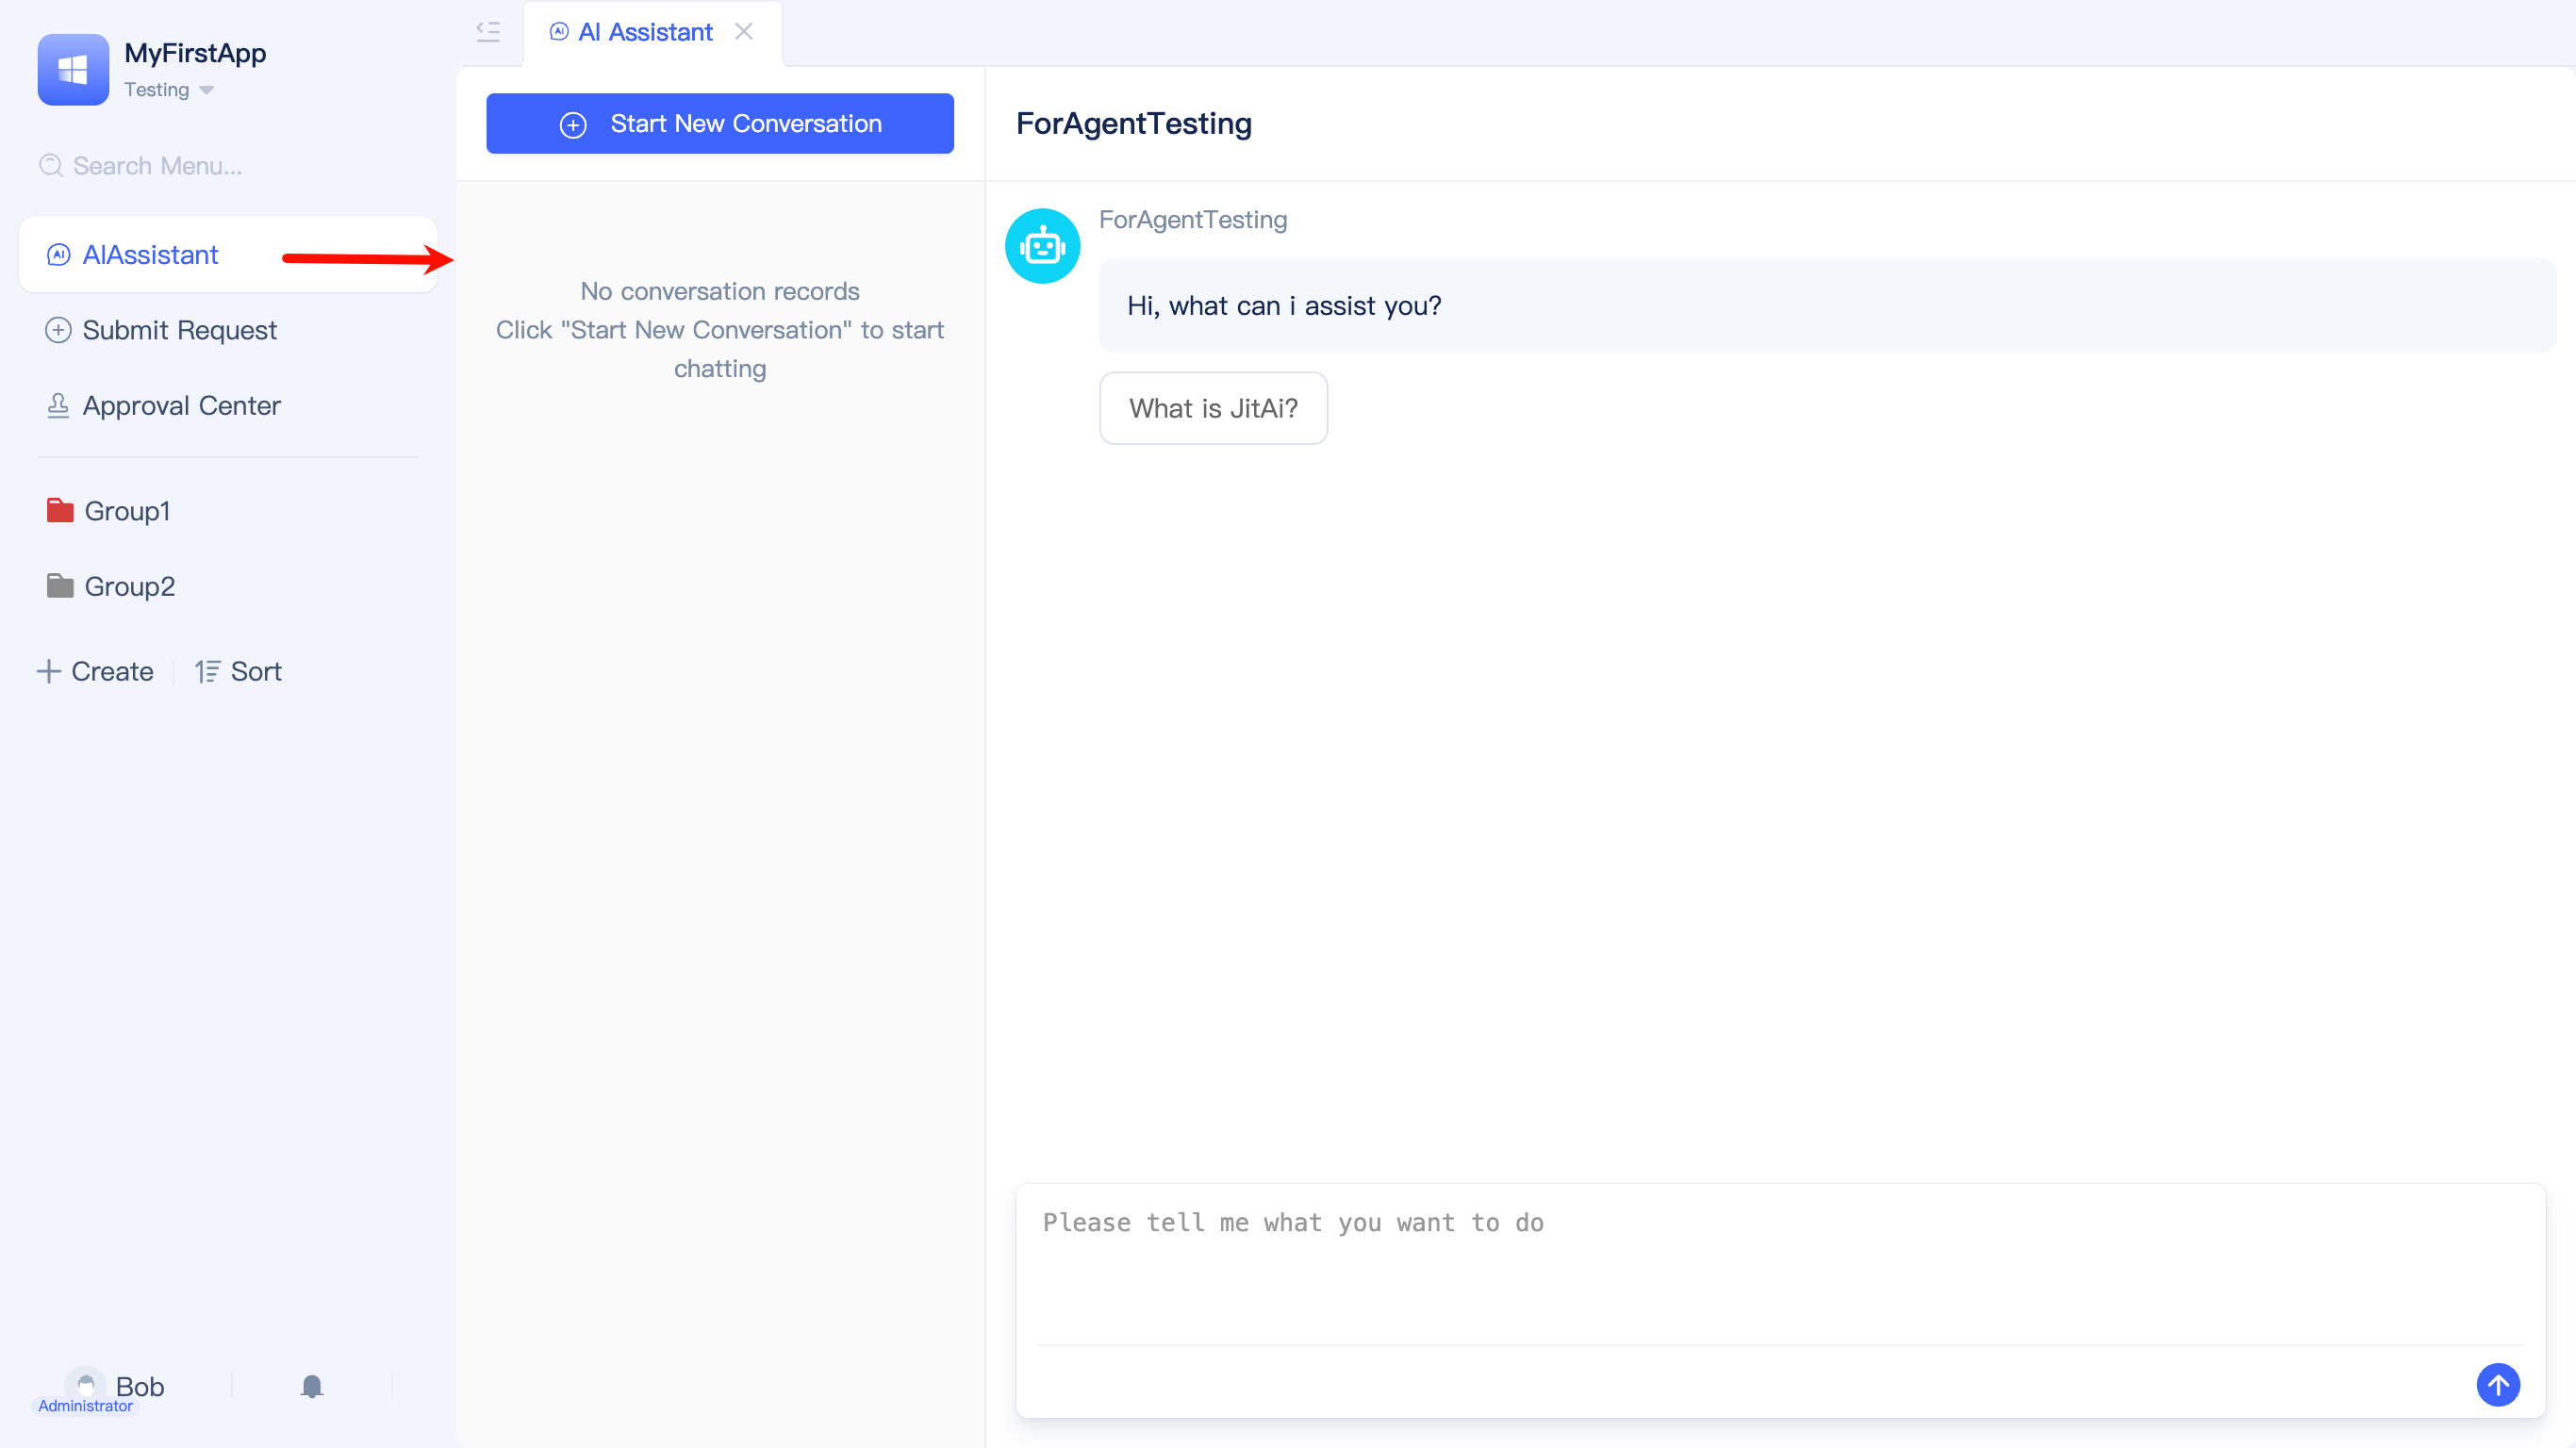 MyFirstApp
Testing
Search Menu...
AI AIAssistant
Submit Request
Approval Center
Group1
Group2
Create
Sort
Bob
Administrator
AI AI Assistant
Start New Conversation
No conversation records
Click "Start New Conversation" to start
chatting
ForAgentTesting
ForAgentTesting
Hi, what can i assist you?
What is JitAi?
Please tell me what you want to do